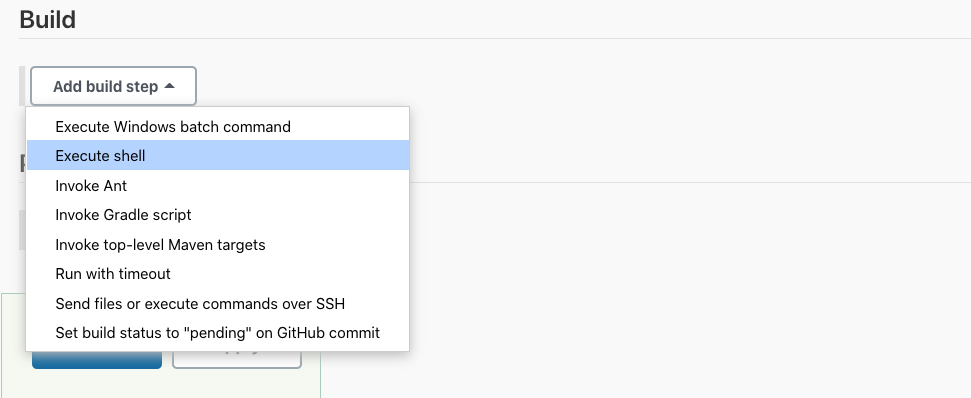 Build
Add build step
Execute Windows batch command
Execute shell
Invoke Ant
Invoke Gradle script
Invoke top-level Maven targets
Run with timeout
Send files or execute commands over SSH
Set build status to "pending" on GitHub commit